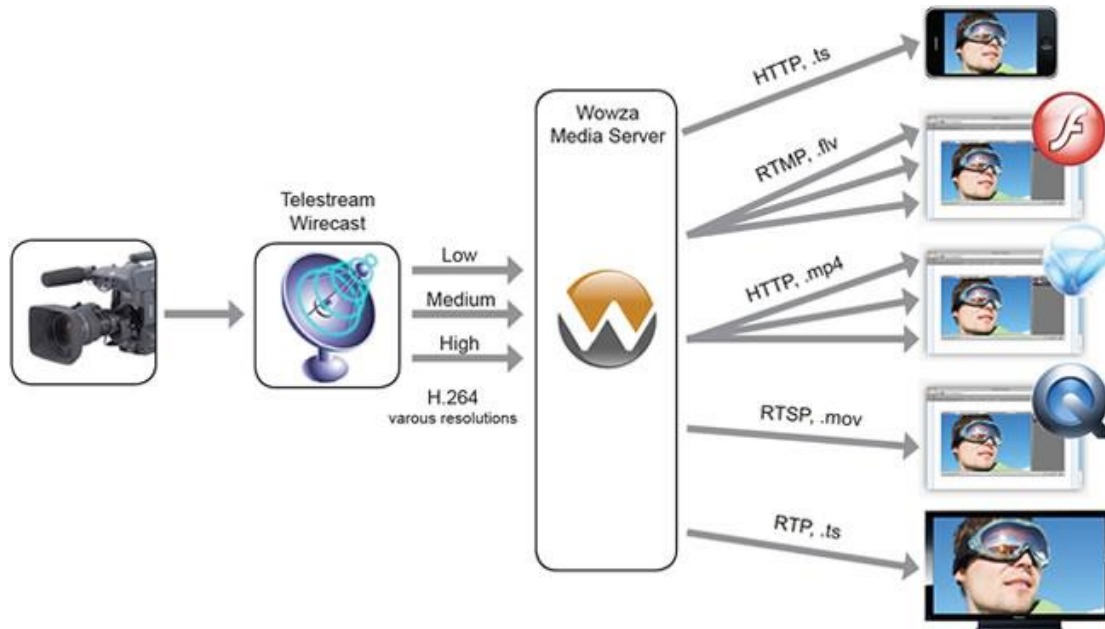 Telestream
Wirecast
Low
Medium
High
H.264
varous resolutions
Wowza
Media Server
HTTP, .ts
RTMP, .flv
HTTP, .mp4
RTSP, .mov
RTP, .ts